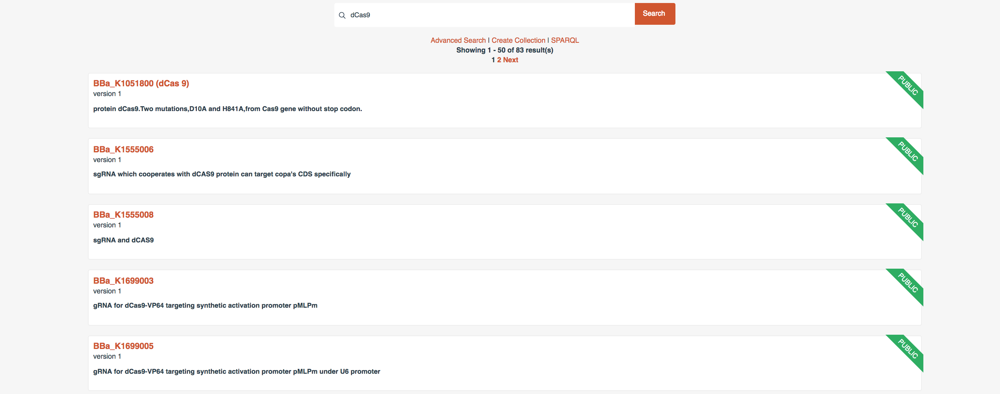 dCas9
Search
Advanced Search | Create Collection | SPARQL
Showing 1 - 50 of 83 result(s)
1 2 Next
BBa_K1051800 (dCas 9)
PUBLIC
version 1
protein dCas9.Two mutations,D10A and H841A,from Cas9 gene without stop codon.
BBa_K1555006
PUBLIC
version 1
sgRNA which cooperates with dCAS9 protein can target copa's CDS specifically
BBa_K1555008
PUBLIC
version 1
sgRNA and dCAS9
BBa_K1699003
PUBLIC
version 1
gRNA for dCas9-VP64 targeting synthetic activation promoter pMLPm
BBa_K1699005
PUBLIC
version 1
gRNA for dCas9-VP64 targeting synthetic activation promoter pMLPm under U6 promoter